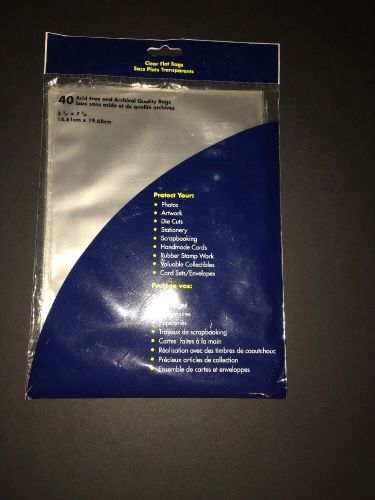 Clear Flat Bags
Sacs Plats Transparents
40 Acid Free and Archival Quality Bags
Sacs sans acide et de qualité archives
14.61cm x 19.68cm
Protect Your:
• Photos
• Artwork
• Die Cuts
• Stationery
• Scrapbooking
• Handmade Cards
• Rubber Stamp Work
• Valuable Collectibles
• Card Sets/Envelopes
Protège vos:
• Travaux de scrapbooking
• Cartes faites à la main
• Réalisation avec des timbres de caoutchouc
• Précieux articles de collection
• Ensemble de cartes et enveloppes